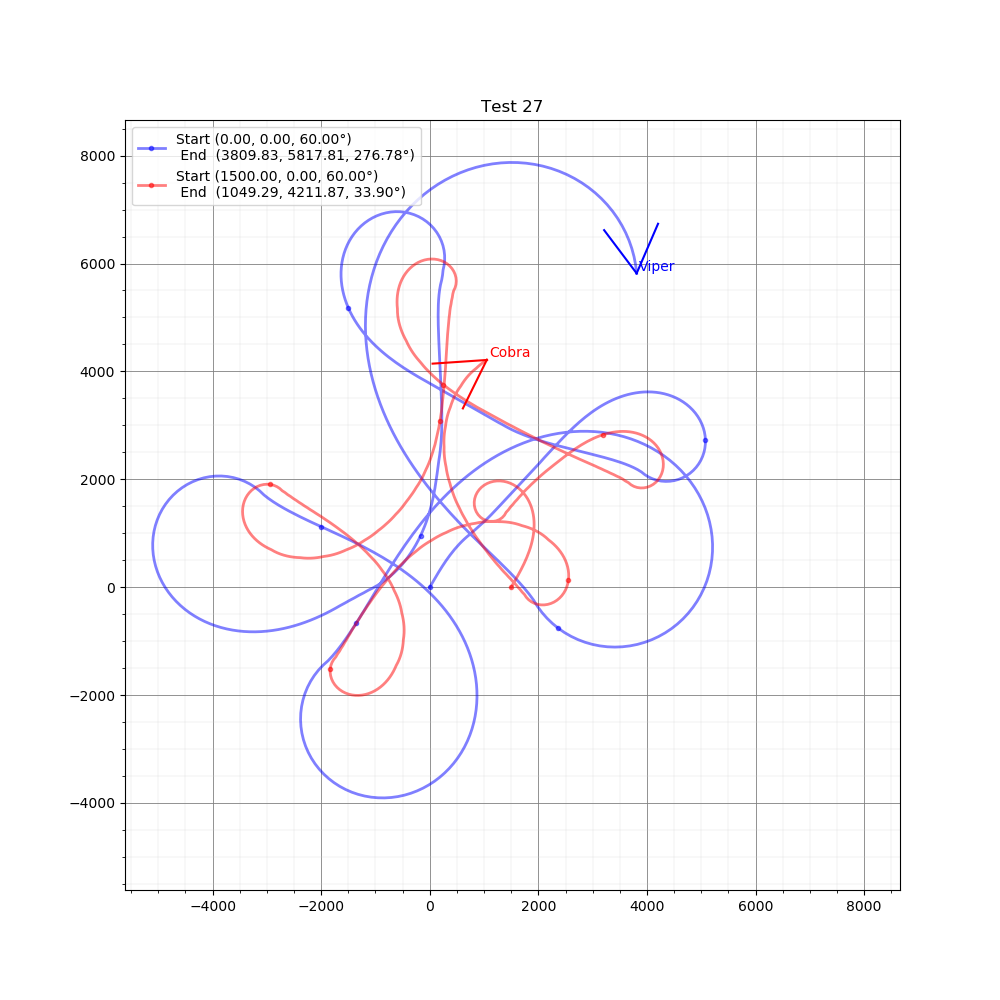 Test 27
Start (0.00, 0.00, 60.00°)
End (3809.83, 5817.81, 276.78°)
Start (1500.00, 0.00, 60.00°)
End (1049.29, 4211.87, 33.90°)
8000
6000
4000
2000
0
−2000
−4000
Viper
Cobra
−4000 −2000 0 2000 4000 6000 8000